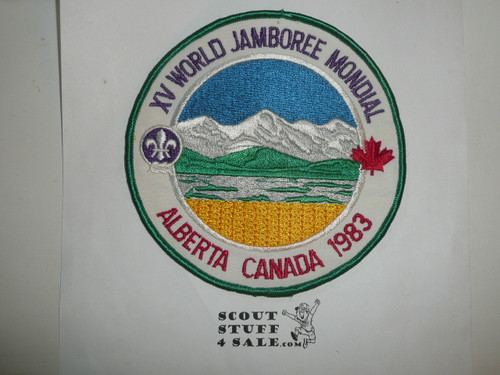 XV WORLD JAMBOREE MONDIAL
ALBERTA CANADA 1983
SCOUT
STUFF
4 SALE.COM